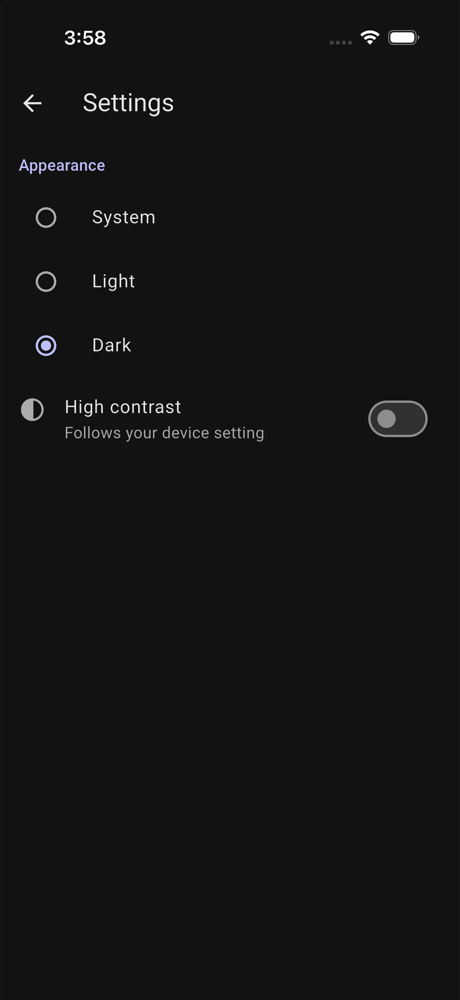 3:58
Settings
Appearance
System
Light
Dark
High contrast
Follows your device setting